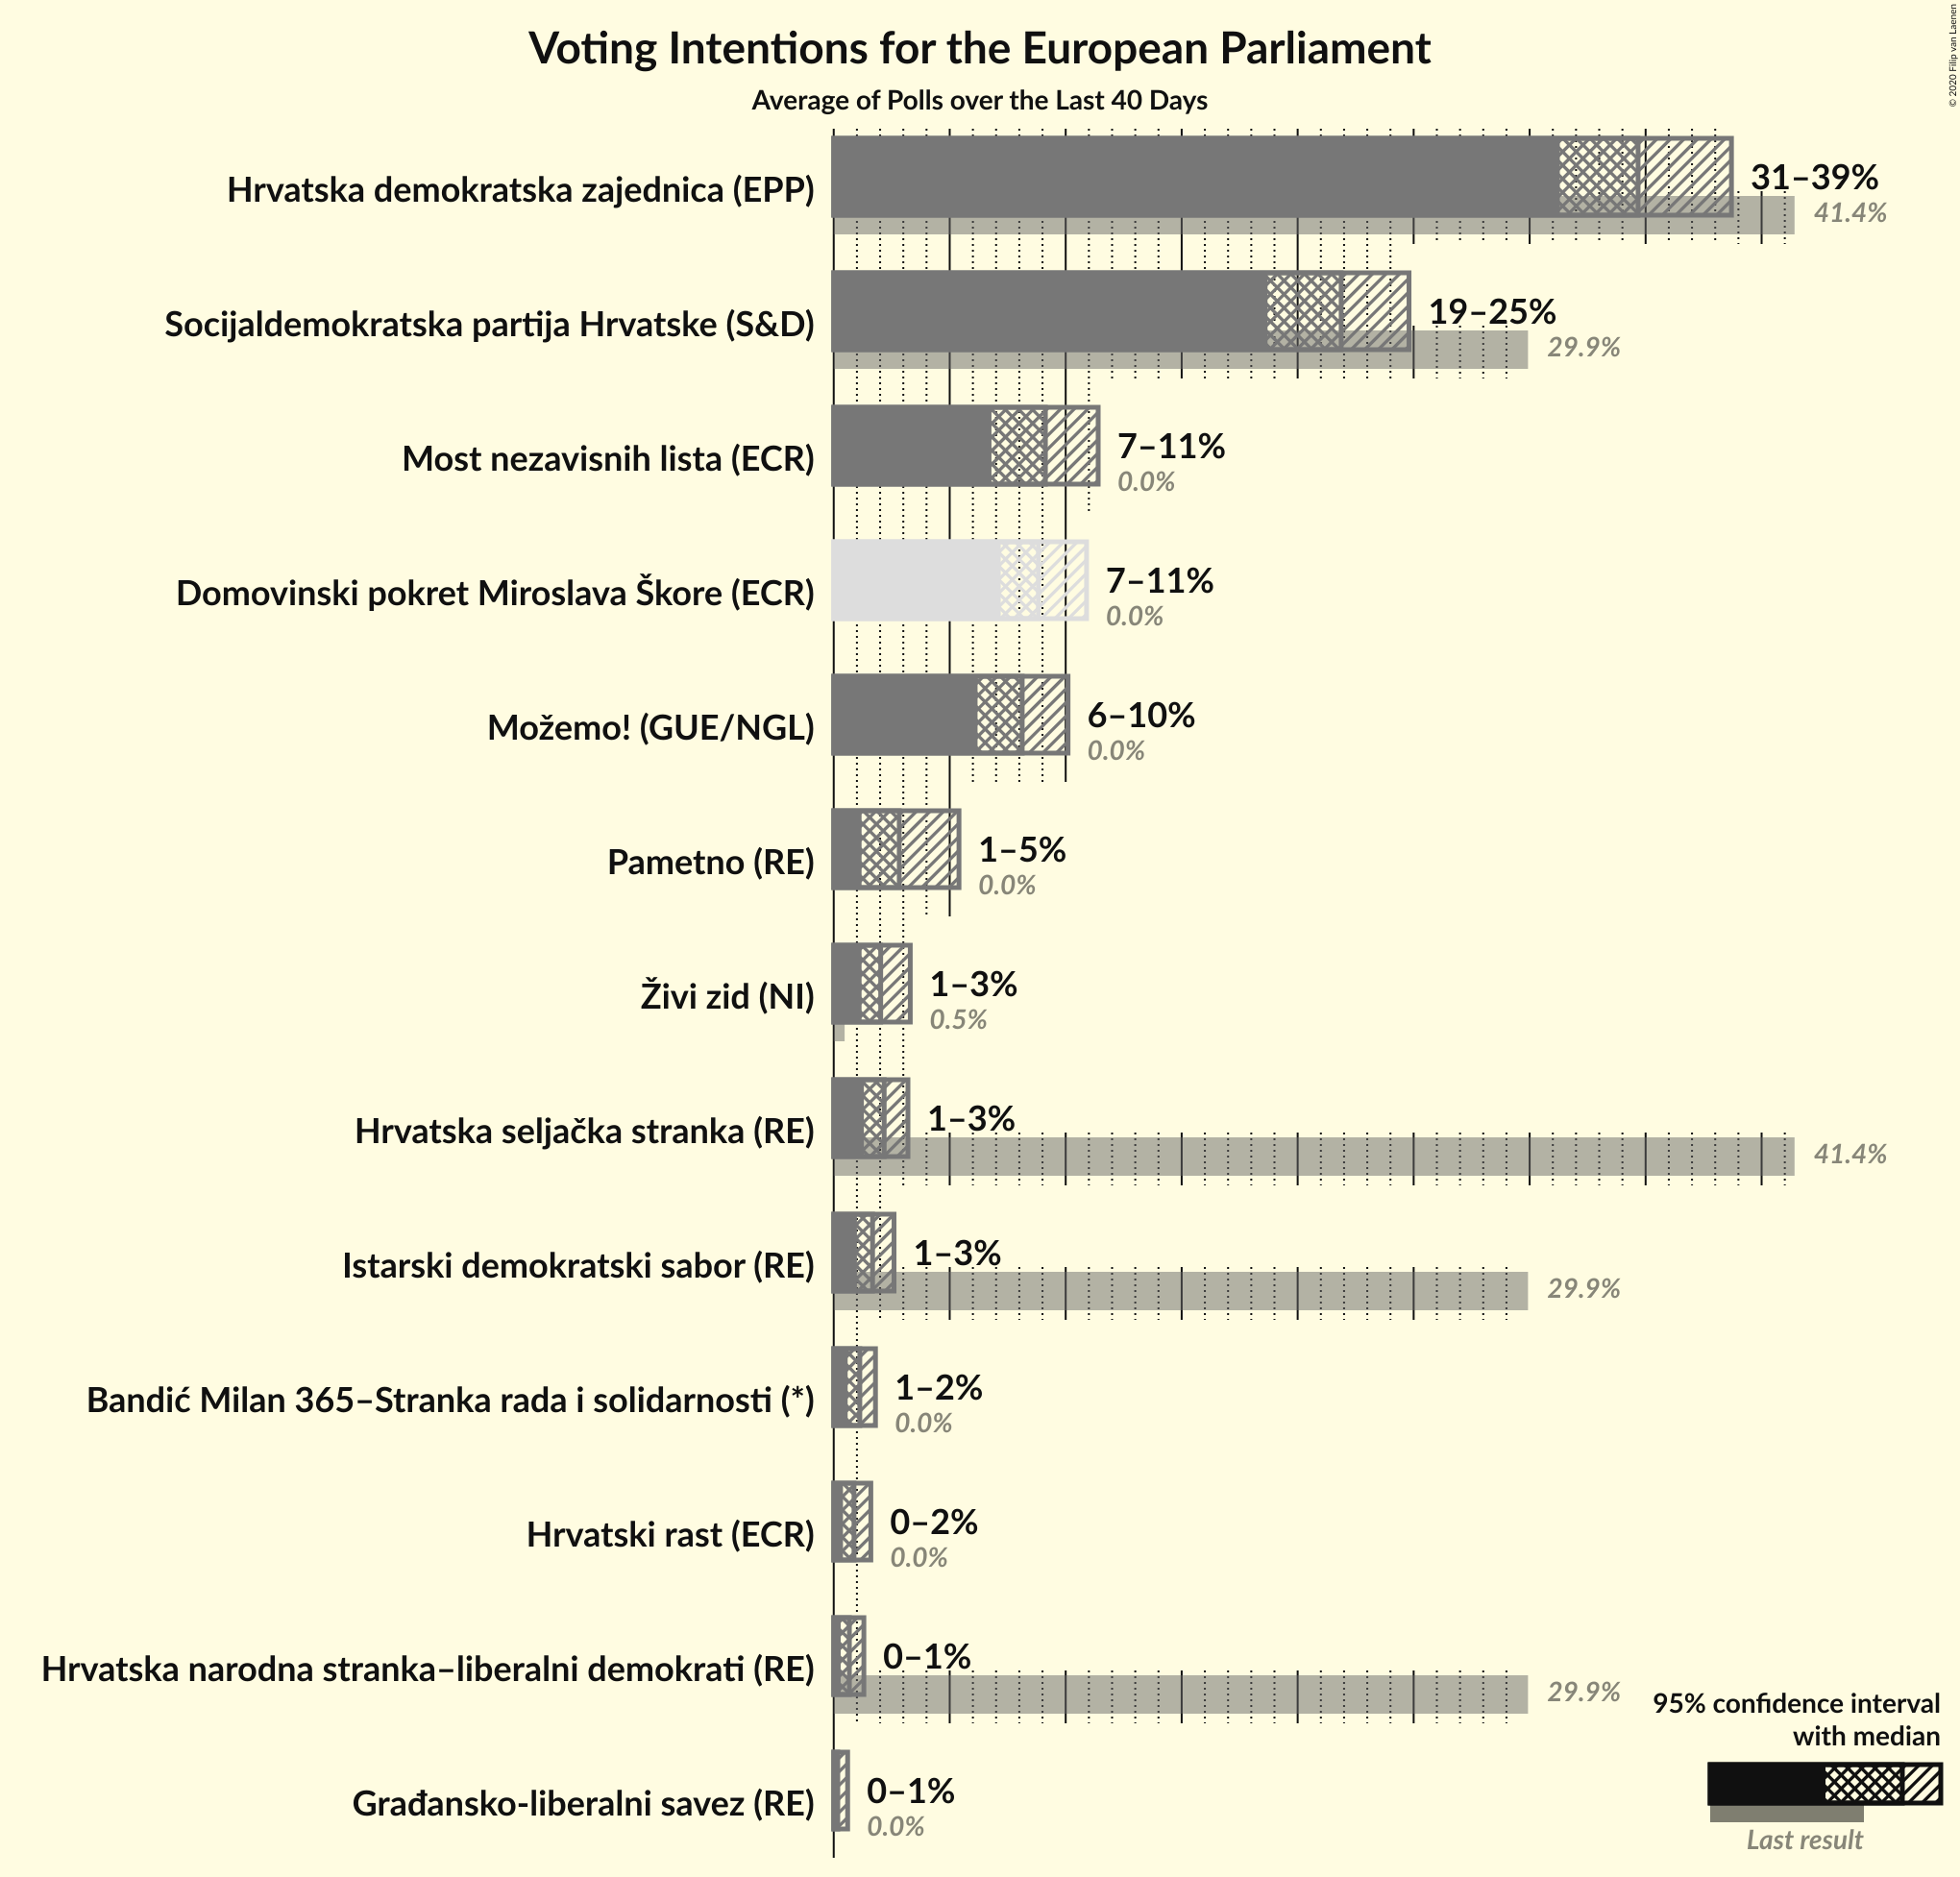 Voting Intentions for the European Parliament
Average of Polls over the Last 40 Days
© 2020 Filip van Laenen
Hrvatska demokratska zajednica (EPP)
31–39%
41.4%
Socijaldemokratska partija Hrvatske (S&D)
19–25%
29.9%
Most nezavisnih lista (ECR)
7–11%
0.0%
Domovinski pokret Miroslava Škore (ECR)
7–11%
0.0%
Možemo! (GUE/NGL)
6–10%
0.0%
Pametno (RE)
1–5%
0.0%
Živi zid (NI)
1–3%
0.5%
Hrvatska seljačka stranka (RE)
1–3%
41.4%
Istarski demokratski sabor (RE)
1–3%
29.9%
Bandić Milan 365–Stranka rada i solidarnosti (*)
1–2%
0.0%
Hrvatski rast (ECR)
0–2%
0.0%
Hrvatska narodna stranka–liberalni demokrati (RE)
0–1%
29.9%
Građansko-liberalni savez (RE)
0–1%
0.0%
95% confidence interval
with median
Last result